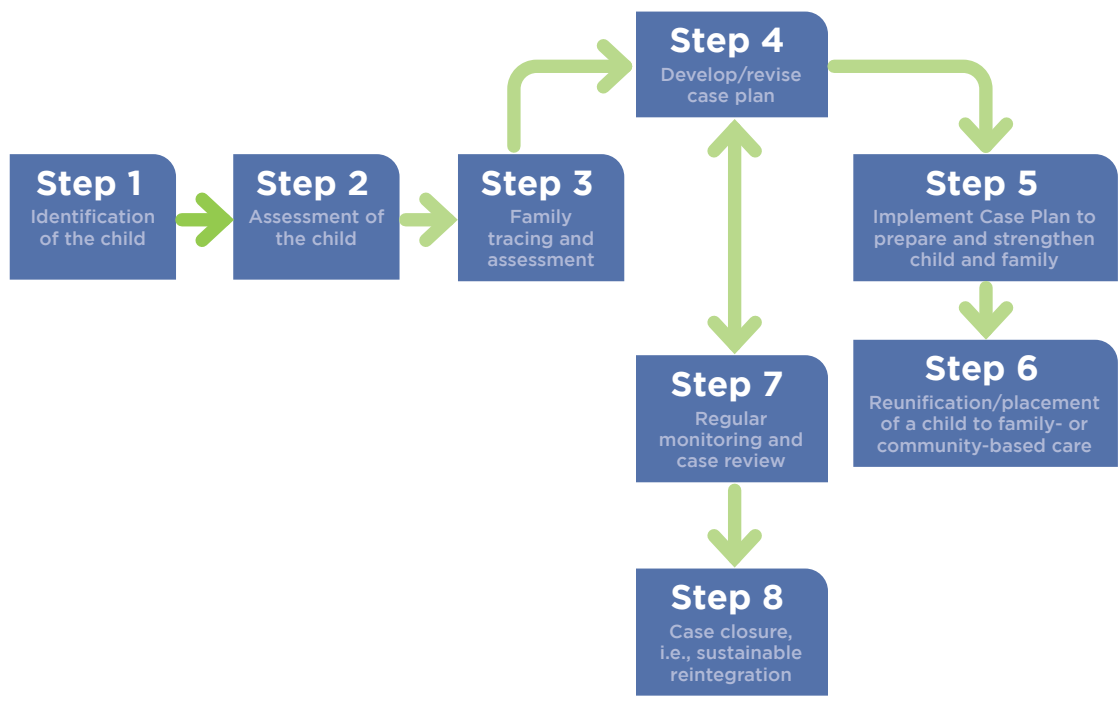 Step 1
Identification
of the child
Step 2
Assessment of
the child
Step 3
Family
tracing and
assessment
Step 4
Develop/revise
case plan
Step 5
Implement Case Plan to
prepare and strengthen
child and family
Step 6
Reunification/placement
of a child to family- or
community-based care
Step 7
Regular
monitoring and
case review
Step 8
Case closure,
i.e., sustainable
reintegration